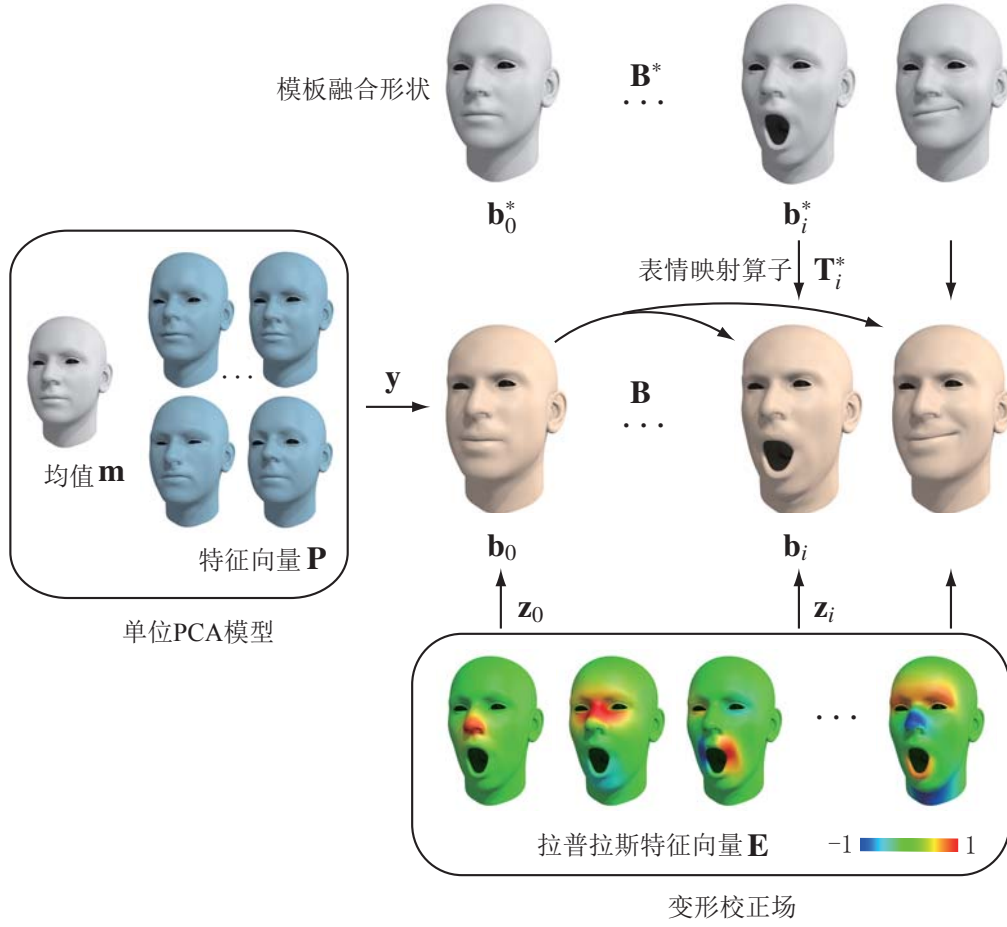 模板融合形状
B*
. . .
b₀*
bᵢ*
表情映射算子 Tᵢ*
. . .
均值 m
特征向量 P
单位PCA模型
y
B
. . .
b₀
bᵢ
z₀
zᵢ
. . .
拉普拉斯特征向量 E
-1
1
变形校正场